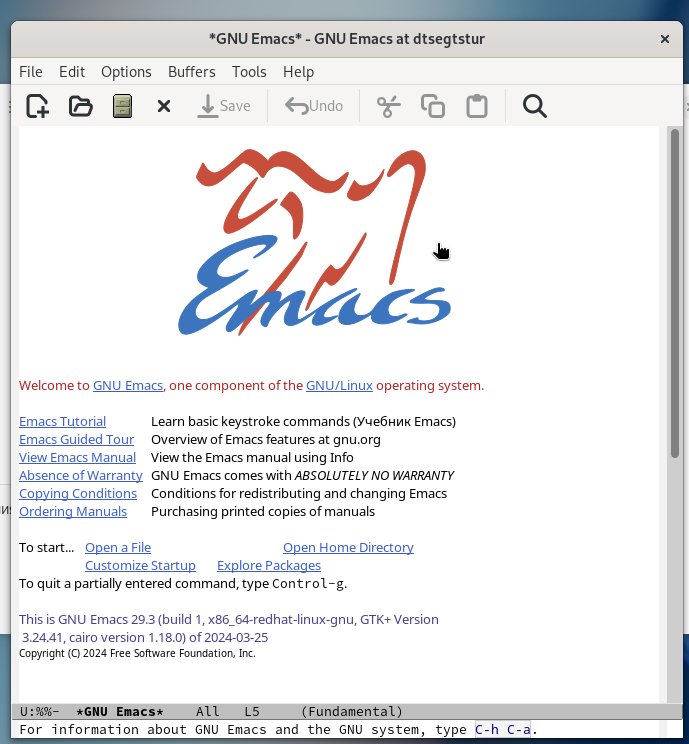 *GNU Emacs* - GNU Emacs at dtsegtstur
File Edit Options Buffers Tools Help
Save Undo
Emacs
Welcome to GNU Emacs, one component of the GNU/Linux operating system.
Emacs Tutorial Learn basic keystroke commands (Учебник Emacs)
Emacs Guided Tour Overview of Emacs features at gnu.org
View Emacs Manual View the Emacs manual using Info
Absence of Warranty GNU Emacs comes with ABSOLUTELY NO WARRANTY
Copying Conditions Conditions for redistributing and changing Emacs
Ordering Manuals Purchasing printed copies of manuals
To start... Open a File Open Home Directory
Customize Startup Explore Packages
To quit a partially entered command, type Control-g.
This is GNU Emacs 29.3 (build 1, x86_64-redhat-linux-gnu, GTK+ Version
3.24.41, cairo version 1.18.0) of 2024-03-25
Copyright (C) 2024 Free Software Foundation, Inc.
U:%%- *GNU Emacs* All L5 (Fundamental)
For information about GNU Emacs and the GNU system, type C-h C-a.